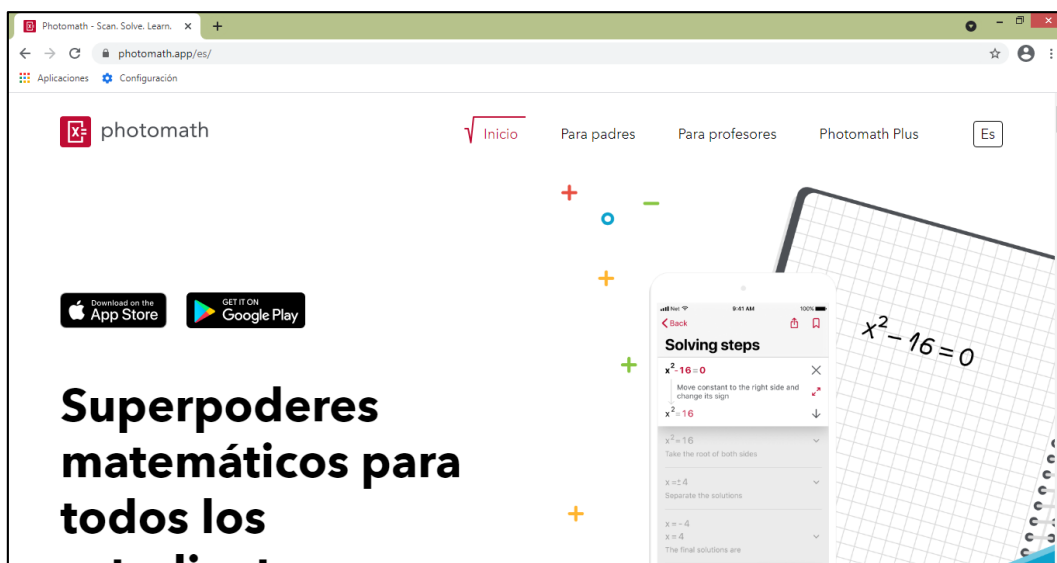 Photomath - Scan. Solve. Learn.
photomath.app/es/
Aplicaciones Configuración
photomath
Inicio Para padres Para profesores Photomath Plus Es
Download on the
App Store
GET IT ON
Google Play
Superpoderes
matemáticos para
todos los
Net 9:41 AM 100%
Back
Solving steps
x²-16=0
Move constant to the right side and
change its sign
x²=16
x²=16
Take the root of both sides
x=±4
Separate the solutions
x=-4
x=4
The final solutions are
x²-16=0